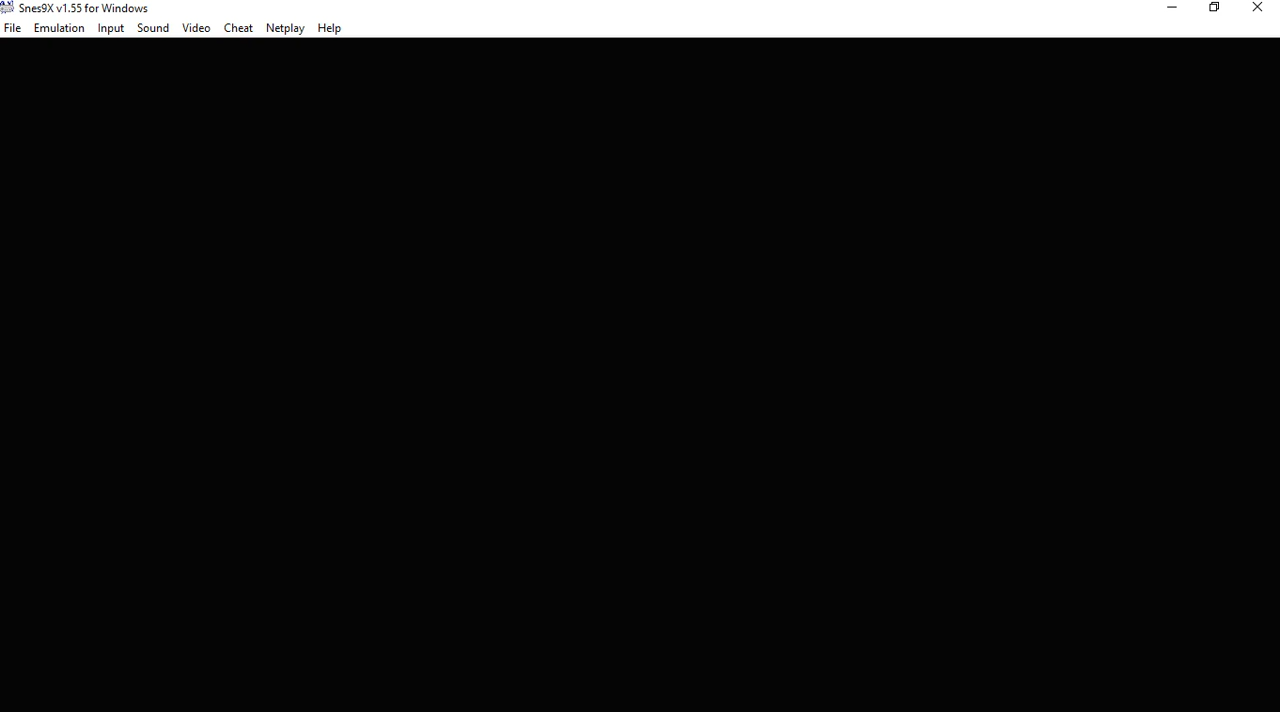 Snes9X v1.55 for Windows
File Emulation Input Sound Video Cheat Netplay Help